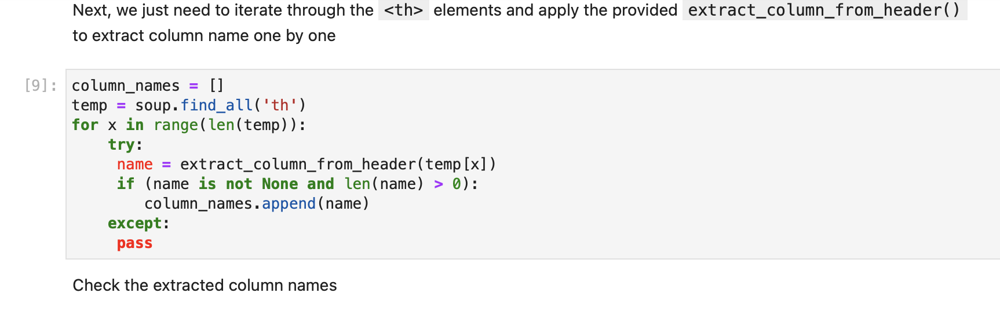 Next, we just need to iterate through the <th> elements and apply the provided extract_column_from_header()
to extract column name one by one
[9]:
column_names = []
temp = soup.find_all('th')
for x in range(len(temp)):
    try:
     name = extract_column_from_header(temp[x])
     if (name is not None and len(name) > 0):
        column_names.append(name)
    except:
     pass
Check the extracted column names